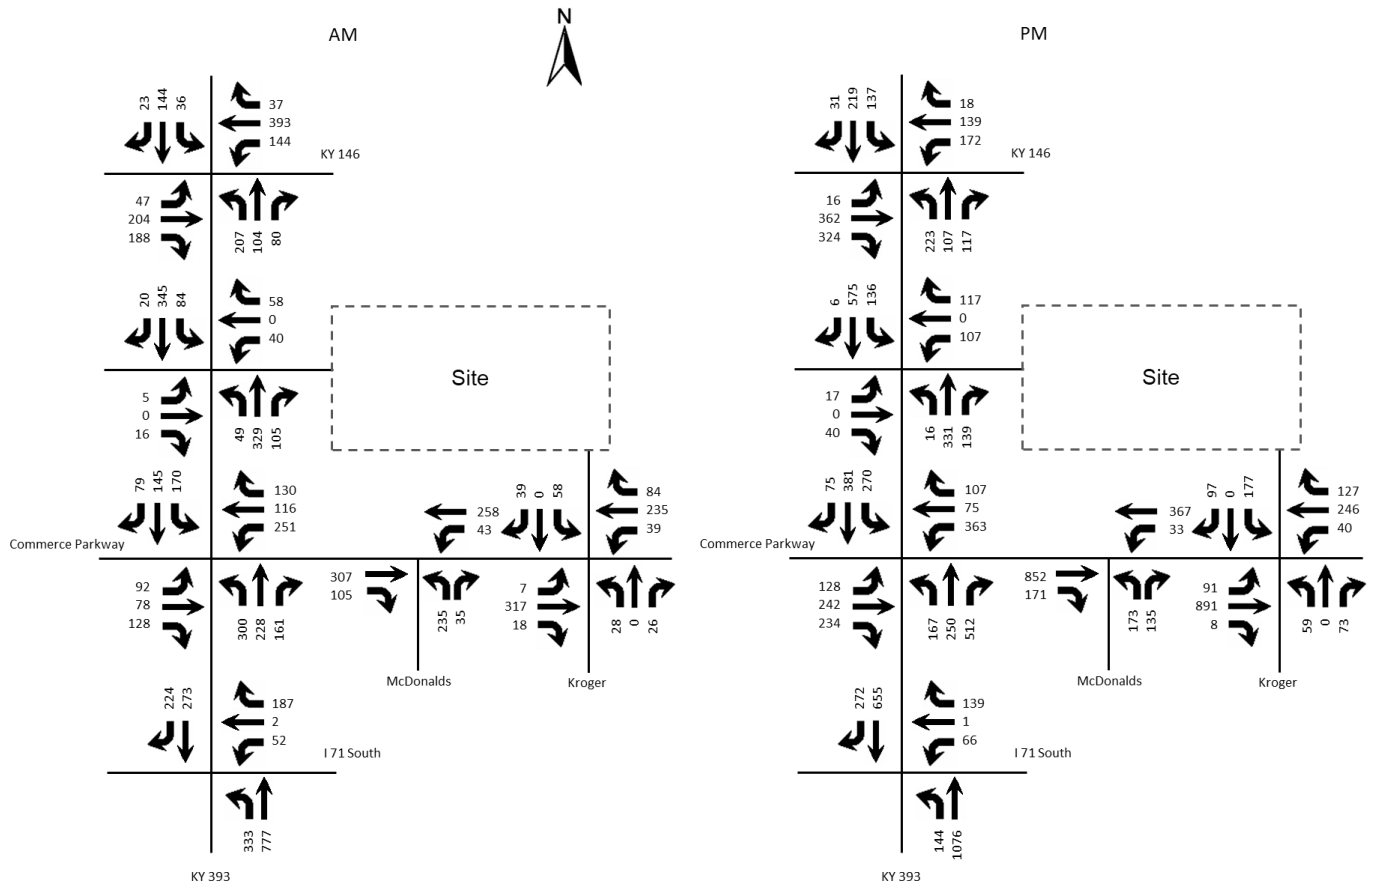 AM
N
PM
23 144 36
37
393
144
KY 146
47
204
188
207 104 80
20 345 84
58
0
40
Site
5
0
16
49 329 105
79 145 170
130
116
251
Commerce Parkway
92
78
128
300 228 161
258
43
307
105
235 35
McDonalds
39 0 58
84
235
39
7
317
18
28 0 26
Kroger
224 273
187
2
52
I 71 South
333 777
KY 393
31 219 137
18
139
172
KY 146
16
362
324
223 107 117
6 575 136
117
0
107
Site
17
0
40
16 331 139
75 381 270
107
75
363
Commerce Parkway
128
242
234
167 250 512
367
33
852
171
173 135
McDonalds
97 0 177
127
246
40
91
891
8
59 0 73
Kroger
272 655
139
1
66
I 71 South
144 1076
KY 393